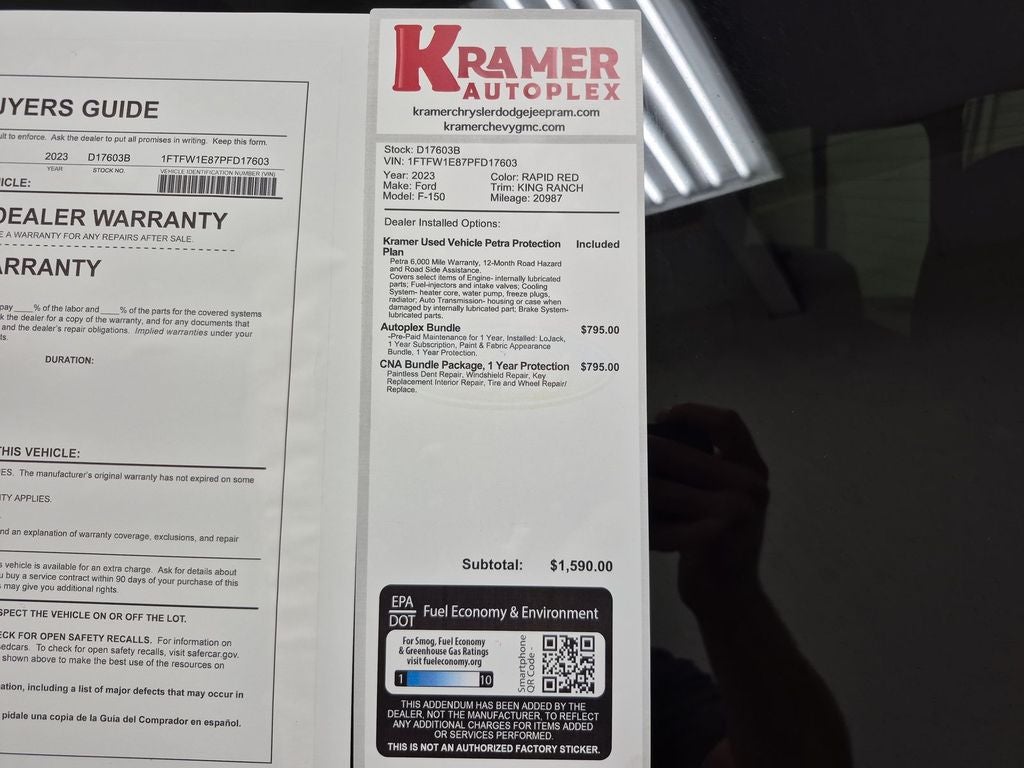 UYERS GUIDE
ult to enforce. Ask the dealer to put all promises in writing. Keep this form.
2023 D17603B 1FTFW1E87PFD17603
YEAR STOCK NO. VEHICLE IDENTIFICATION NUMBER (VIN)
ICLE:
DEALER WARRANTY
E A WARRANTY FOR ANY REPAIRS AFTER SALE.
ARRANTY
pay____% of the labor and____% of the parts for the covered systems
k the dealer for a copy of the warranty, and for any documents that
and the dealer's repair obligations. Implied warranties under your
ts.
DURATION:
THIS VEHICLE:
ES. The manufacturer's original warranty has not expired on some
TY APPLIES.
nd an explanation of warranty coverage, exclusions, and repair
s vehicle is available for an extra charge. Ask for details about
u buy a service contract within 90 days of your purchase of this
may give you additional rights.
SPECT THE VEHICLE ON OR OFF THE LOT.
ECK FOR OPEN SAFETY RECALLS. For information on
edcars. To check for open safety recalls, visit safercar.gov.
shown above to make the best use of the resources on
ation, including a list of major defects that may occur in
pidale una copia de la Guia del Comprador en español.
KRAMER
AUTOPLEX
kramerchryslerdodgejeepram.com
kramerchevygmc.com
Stock: D17603B
VIN: 1FTFW1E87PFD17603
Year: 2023 Color: RAPID RED
Make: Ford Trim: KING RANCH
Model: F-150 Mileage: 20987
Dealer Installed Options:
Kramer Used Vehicle Petra Protection Included
Plan
Petra 6,000 Mile Warranty, 12-Month Road Hazard
and Road Side Assistance.
Covers select items of Engine- internally lubricated
parts; Fuel-injectors and intake valves; Cooling
System- heater core, water pump, freeze plugs,
radiator; Auto Transmission- housing or case when
damaged by internally lubricated part; Brake System-
lubricated parts.
Autoplex Bundle $795.00
-Pre-Paid Maintenance for 1 Year, Installed: LoJack,
1 Year Subscription, Paint & Fabric Appearance
Bundle, 1 Year Protection.
CNA Bundle Package, 1 Year Protection $795.00
Paintless Dent Repair, Windshield Repair, Key
Replacement Interior Repair, Tire and Wheel Repair/
Replace.
Subtotal: $1,590.00
EPA
DOT Fuel Economy & Environment
For Smog, Fuel Economy
& Greenhouse Gas Ratings
visit fueleconomy.org
1 10
Smartphone
QR Code -
THIS ADDENDUM HAS BEEN ADDED BY THE
DEALER, NOT THE MANUFACTURER, TO REFLECT
ANY ADDITIONAL CHARGES FOR ITEMS ADDED
OR SERVICES PERFORMED.
THIS IS NOT AN AUTHORIZED FACTORY STICKER.